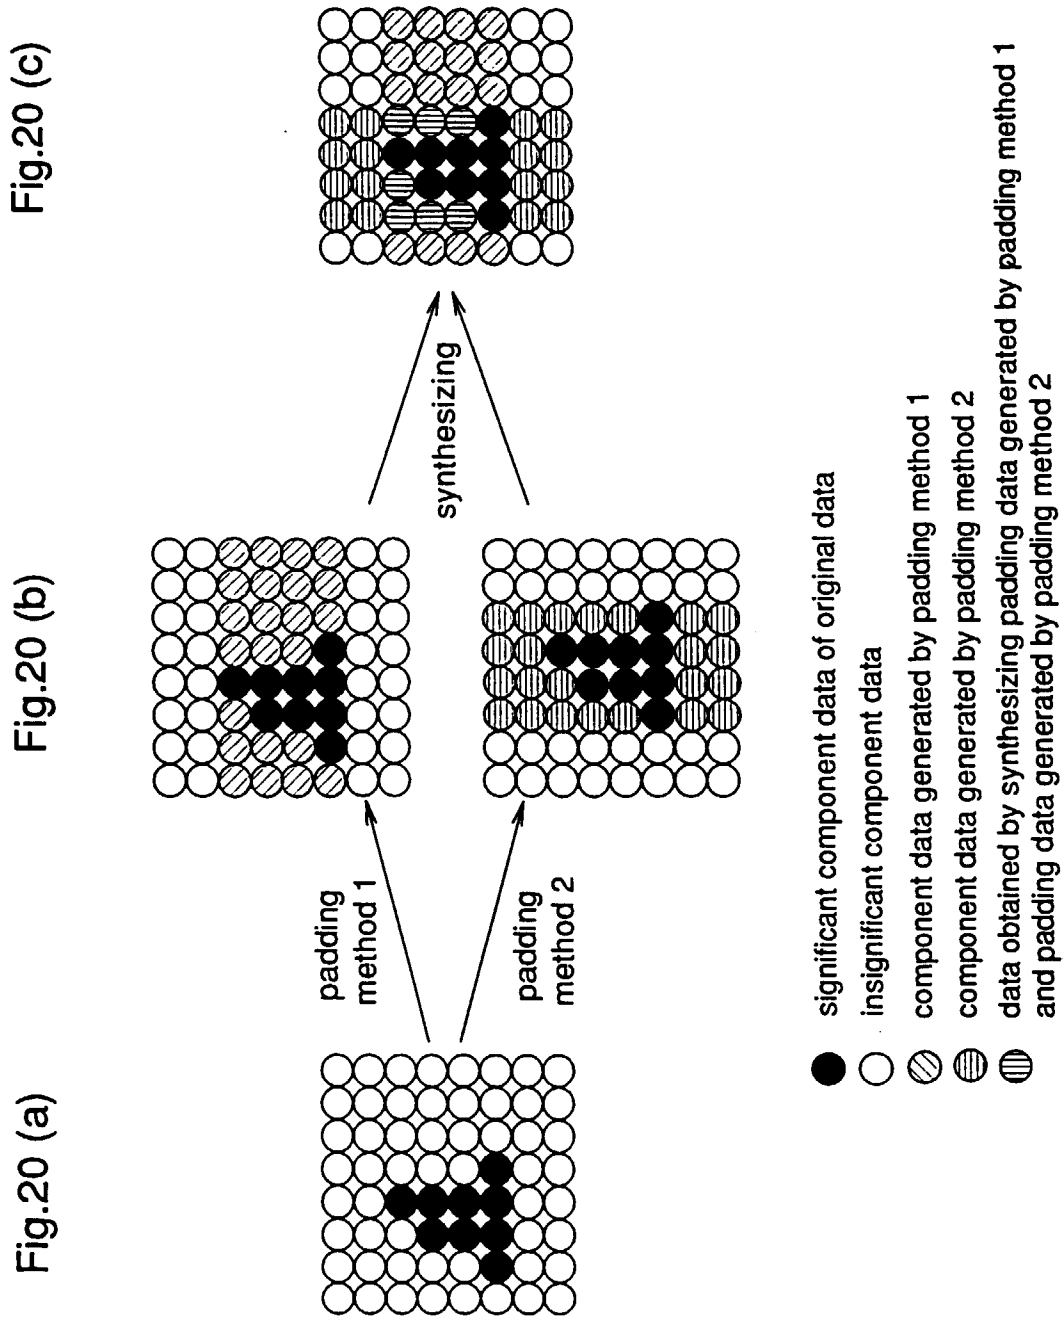 Fig.20 (a)
Fig.20 (b)
Fig.20 (c)
padding
method 1
padding
method 2
synthesizing
significant component data of original data
insignificant component data
component data generated by padding method 1
component data generated by padding method 2
data obtained by synthesizing padding data generated by padding method 1
and padding data generated by padding method 2